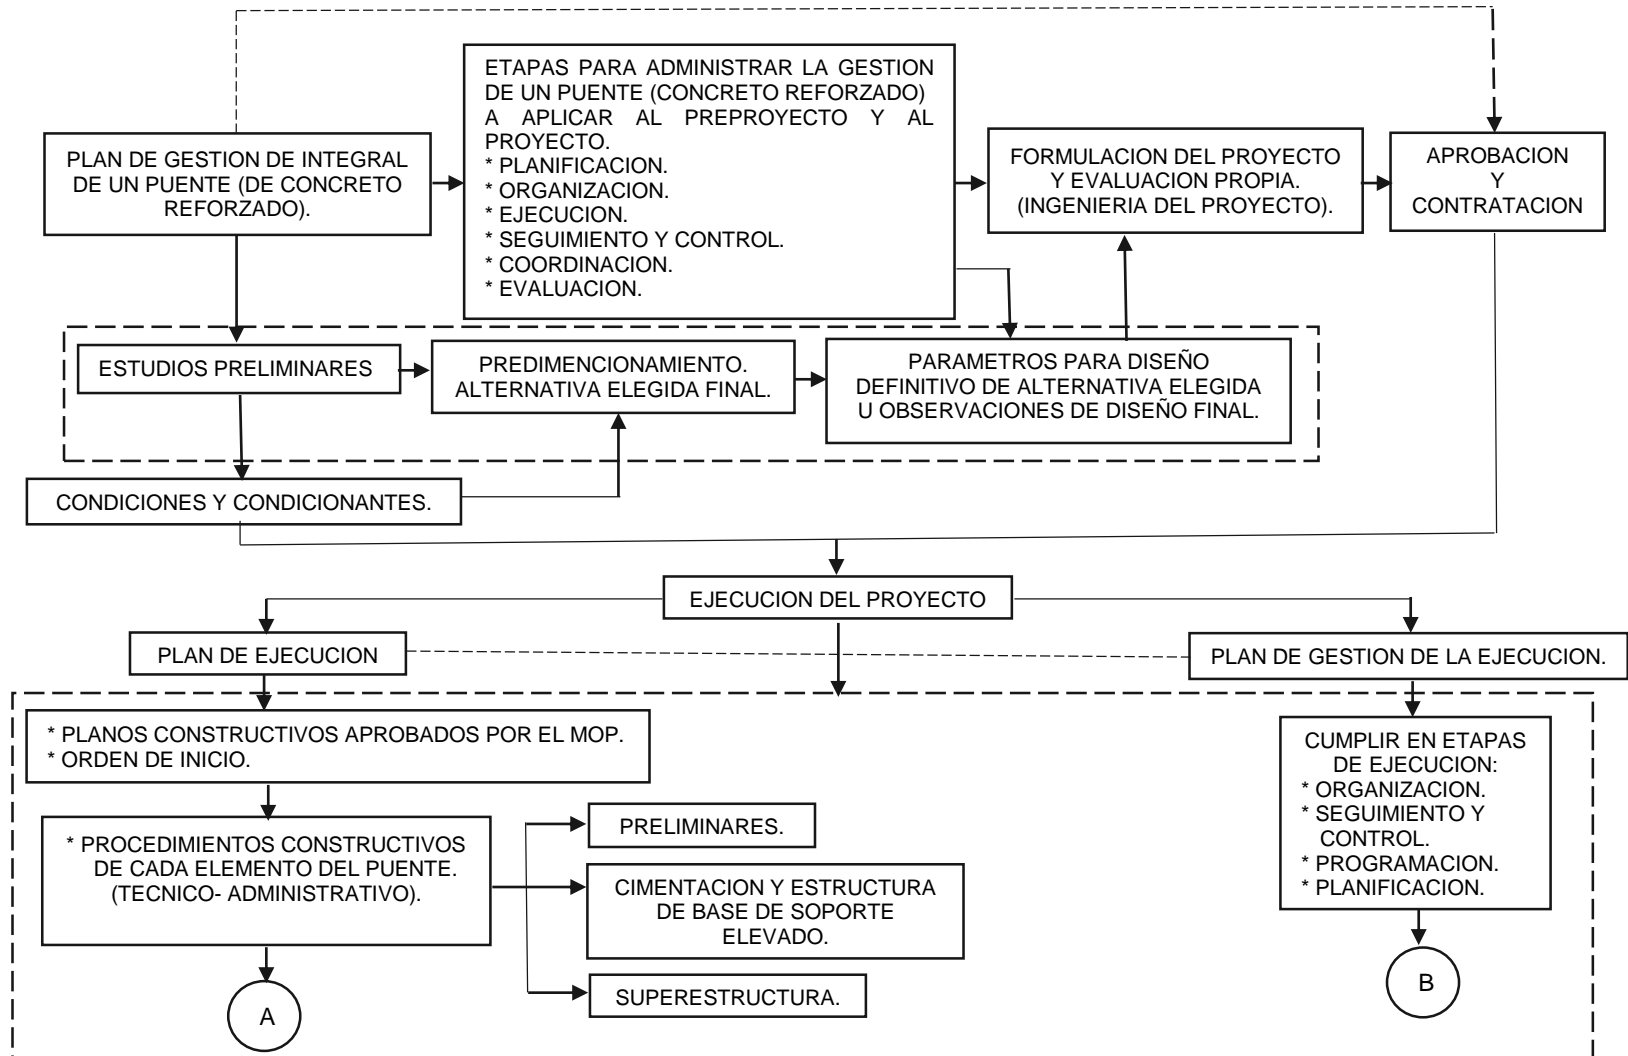 ETAPAS PARA ADMINISTRAR LA GESTION
DE UN PUENTE (CONCRETO REFORZADO)
A APLICAR AL PREPROYECTO Y AL
PROYECTO.
* PLANIFICACION.
* ORGANIZACION.
* EJECUCION.
* SEGUIMIENTO Y CONTROL.
* COORDINACION.
* EVALUACION.
PLAN DE GESTION DE INTEGRAL
DE UN PUENTE (DE CONCRETO
REFORZADO).
FORMULACION DEL PROYECTO
Y EVALUACION PROPIA.
(INGENIERIA DEL PROYECTO).
APROBACION
Y
CONTRATACION
ESTUDIOS PRELIMINARES
PREDIMENCIONAMIENTO.
ALTERNATIVA ELEGIDA FINAL.
PARAMETROS PARA DISEÑO
DEFINITIVO DE ALTERNATIVA ELEGIDA
U OBSERVACIONES DE DISEÑO FINAL.
CONDICIONES Y CONDICIONANTES.
EJECUCION DEL PROYECTO
PLAN DE EJECUCION
PLAN DE GESTION DE LA EJECUCION.
* PLANOS CONSTRUCTIVOS APROBADOS POR EL MOP.
* ORDEN DE INICIO.
CUMPLIR EN ETAPAS
DE EJECUCION:
* ORGANIZACION.
* SEGUIMIENTO Y
CONTROL.
* PROGRAMACION.
* PLANIFICACION.
* PROCEDIMIENTOS CONSTRUCTIVOS
DE CADA ELEMENTO DEL PUENTE.
(TECNICO- ADMINISTRATIVO).
PRELIMINARES.
CIMENTACION Y ESTRUCTURA
DE BASE DE SOPORTE
ELEVADO.
SUPERESTRUCTURA.
A
B